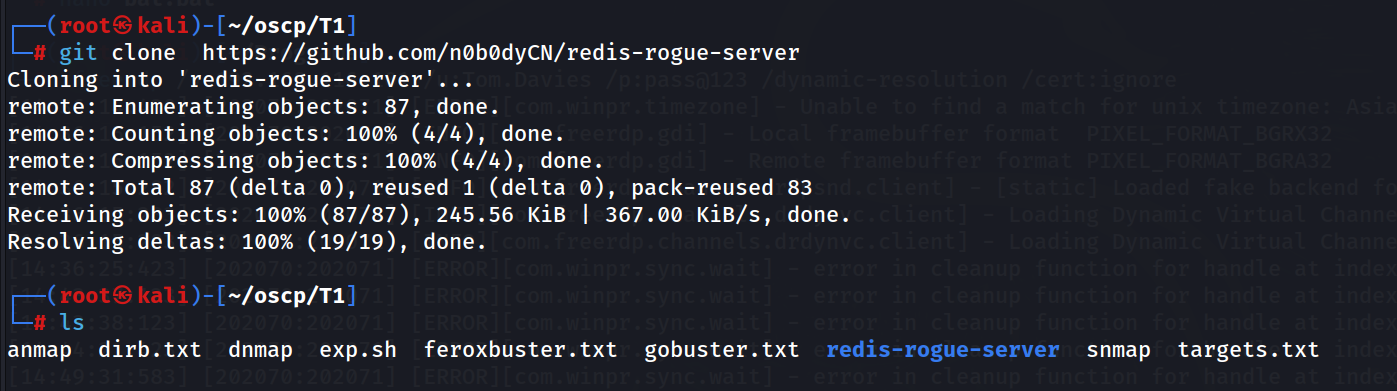 ┌──(root㉿kali)-[~/oscp/T1]
└─# git clone  https://github.com/n0b0dyCN/redis-rogue-server
Cloning into 'redis-rogue-server'...
remote: Enumerating objects: 87, done.
remote: Counting objects: 100% (4/4), done.
remote: Compressing objects: 100% (4/4), done.
remote: Total 87 (delta 0), reused 1 (delta 0), pack-reused 83
Receiving objects: 100% (87/87), 245.56 KiB | 367.00 KiB/s, done.
Resolving deltas: 100% (19/19), done.
┌──(root㉿kali)-[~/oscp/T1]
└─# ls
anmap  dirb.txt  dnmap  exp.sh  feroxbuster.txt  gobuster.txt  redis-rogue-server  snmap  targets.txt